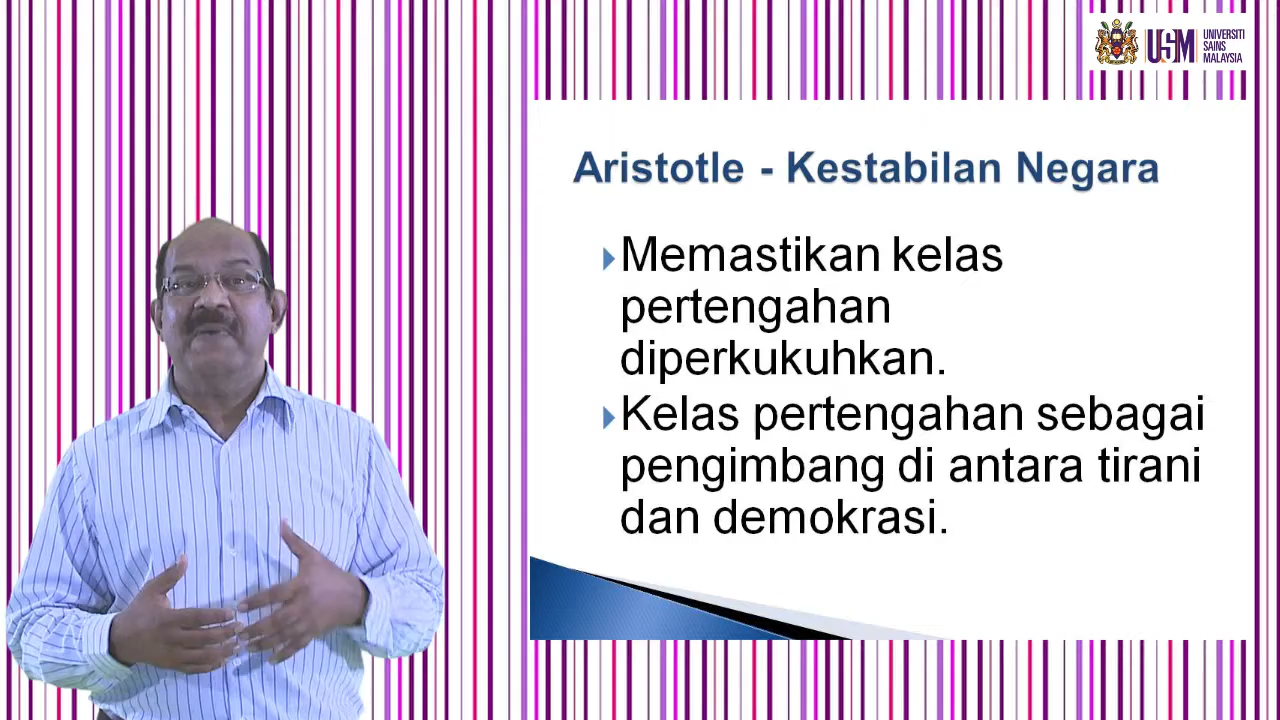 USM
UNIVERSITI
SAINS
MALAYSIA
Aristotle - Kestabilan Negara
Memastikan kelas
pertengahan
diperkukuhkan.
Kelas pertengahan sebagai
pengimbang di antara tirani
dan demokrasi.